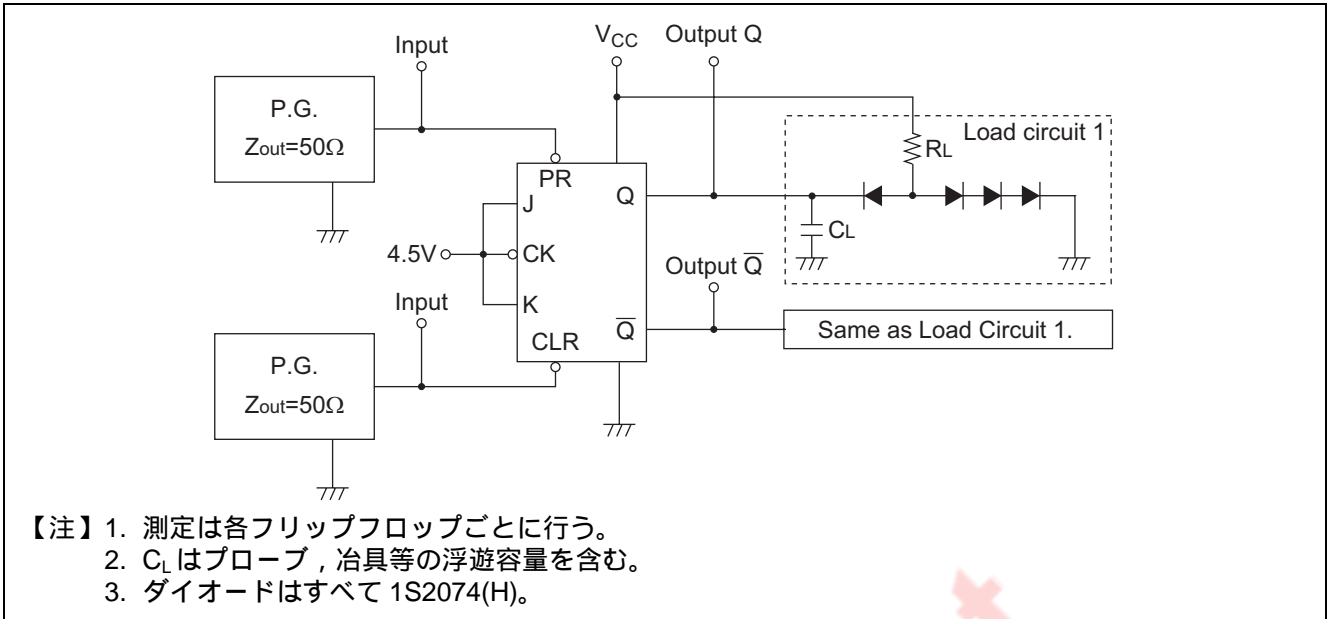 Input
V_CC
Output Q
P.G.
Zout=50Ω
Load circuit 1
RL
PR
J
Q
CK
4.5V
CL
K
Output Q̅
Input
Q̅
CLR
Same as Load Circuit 1.
P.G.
Zout=50Ω
【注】1. 測定は各フリップフロップごとに行う。
2. CLはプローブ，冶具等の浮遊容量を含む。
3. ダイオードはすべて 1S2074(H)。